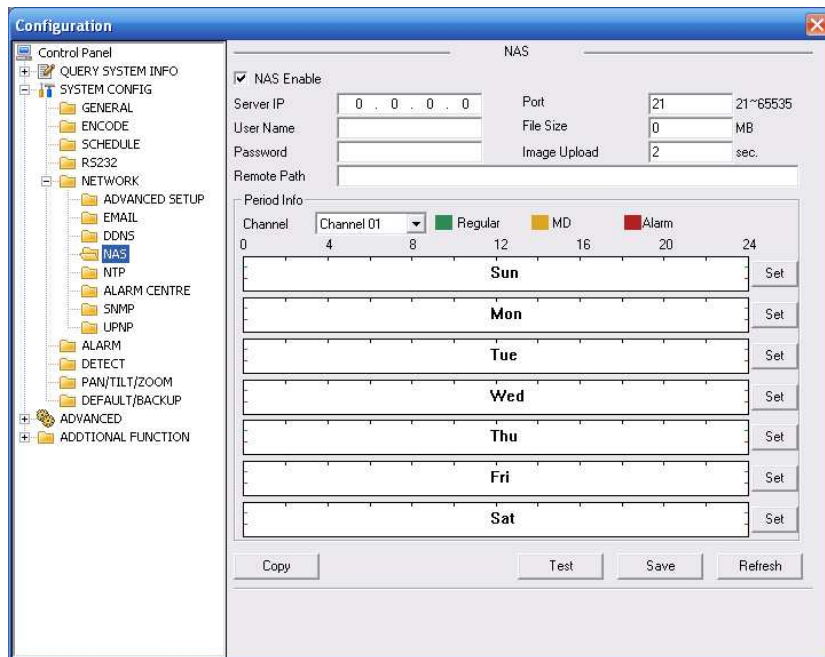 Configuration
Control Panel
QUERY SYSTEM INFO
SYSTEM CONFIG
GENERAL
ENCODE
SCHEDULE
RS232
NETWORK
ADVANCED SETUP
EMAIL
DDNS
NAS
NTP
ALARM CENTRE
SNMP
UPNP
ALARM
DETECT
PAN/TILT/ZOOM
DEFAULT/BACKUP
ADVANCED
ADDTIONAL FUNCTION
NAS
NAS Enable
Server IP 0 . 0 . 0 . 0 Port 21 21~65535
User Name File Size 0 MB
Password Image Upload 2 sec.
Remote Path
Period Info
Channel Channel 01 Regular MD Alarm
0 4 8 12 16 20 24
Sun Set
Mon Set
Tue Set
Wed Set
Thu Set
Fri Set
Sat Set
Copy Test Save Refresh